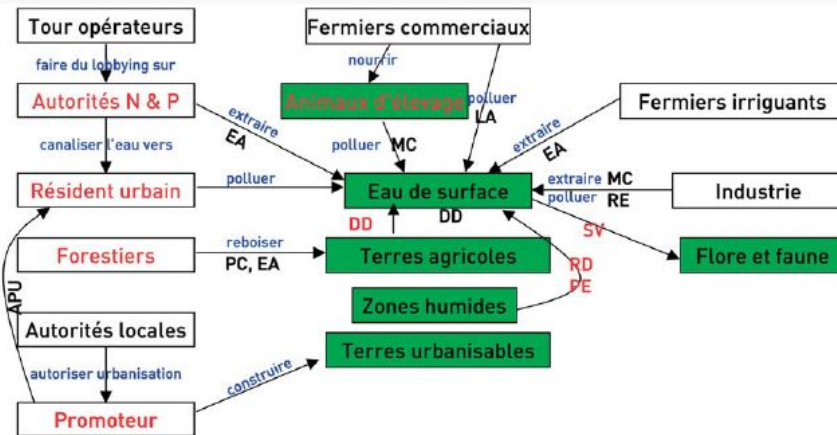 Tour opérateurs
Fermiers commerciaux
faire du lobbying sur
nourrir
Autorités N & P
Animaux d'élevage
polluer
LA
Fermiers irriguants
extraire
EA
extraire
EA
canaliser l'eau vers
polluer MC
Résident urbain
polluer
Eau de surface
extraire MC
polluer RE
Industrie
DD
DD
SV
Forestiers
reboiser
PC, EA
Terres agricoles
RD
PE
Flore et faune
APU
Zones humides
Autorités locales
Terres urbanisables
autoriser urbanisation
construire
Promoteur